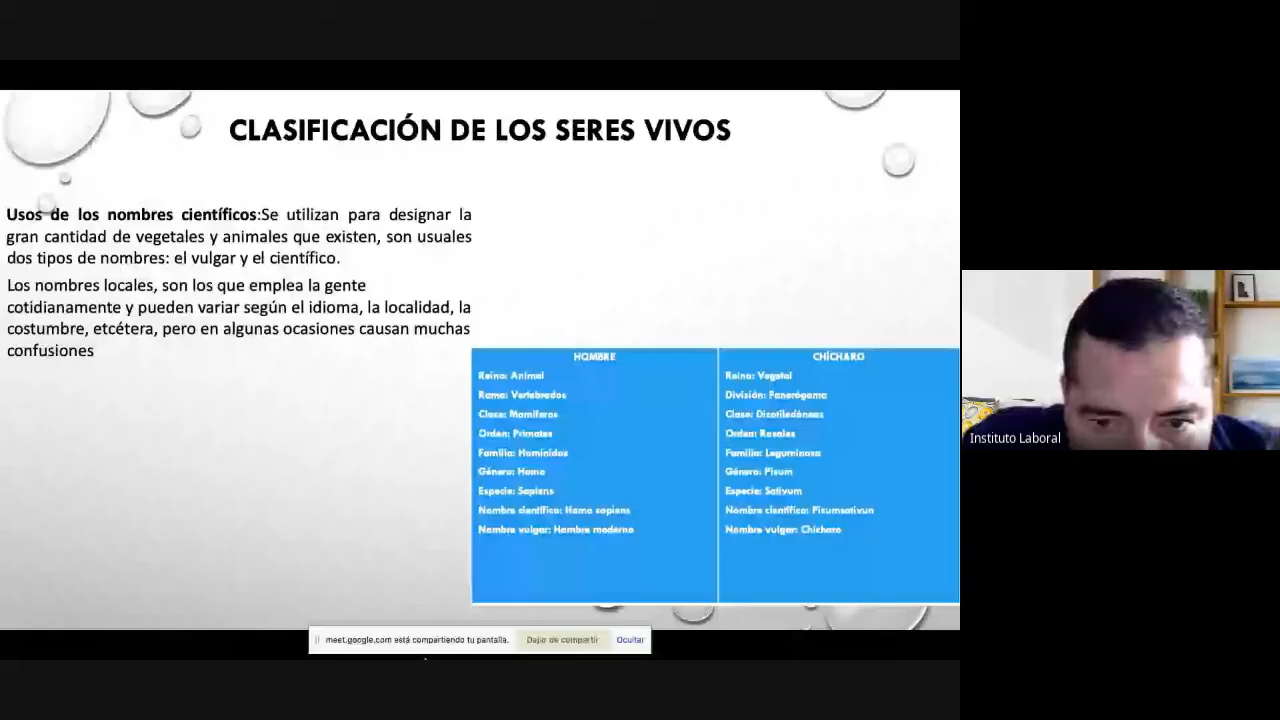 CLASIFICACIÓN DE LOS SERES VIVOS
Usos de los nombres científicos:Se utilizan para designar la
gran cantidad de vegetales y animales que existen, son usuales
dos tipos de nombres: el vulgar y el científico.
Los nombres locales, son los que emplea la gente
cotidianamente y pueden variar según el idioma, la localidad, la
costumbre, etcétera, pero en algunas ocasiones causan muchas
confusiones
HOMBRE
Reino: Animal
Rama: Vertebrados
Clase: Mamíferos
Orden: Primates
Familia: Homínidos
Género: Homo
Especie: Sapiens
Nombre científico: Homo sapiens
Nombre vulgar: Hombre moderno
CHÍCHARO
Reino: Vegetal
División: Fanerógama
Clase: Dicotiledóneas
Orden: Rosales
Familia: Leguminosa
Género: Pisum
Especie: Sativum
Nombre científico: Pisumsativun
Nombre vulgar: Chícharo
Instituto Laboral
meet.google.com está compartiendo tu pantalla.
Dejar de compartir
Ocultar